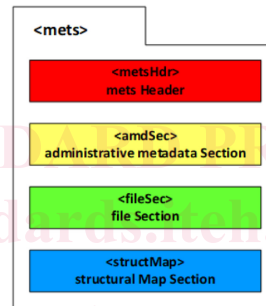 <mets>
<metsHdr>
mets Header
<amdSec>
administrative metadata Section
<fileSec>
file Section
<structMap>
structural Map Section